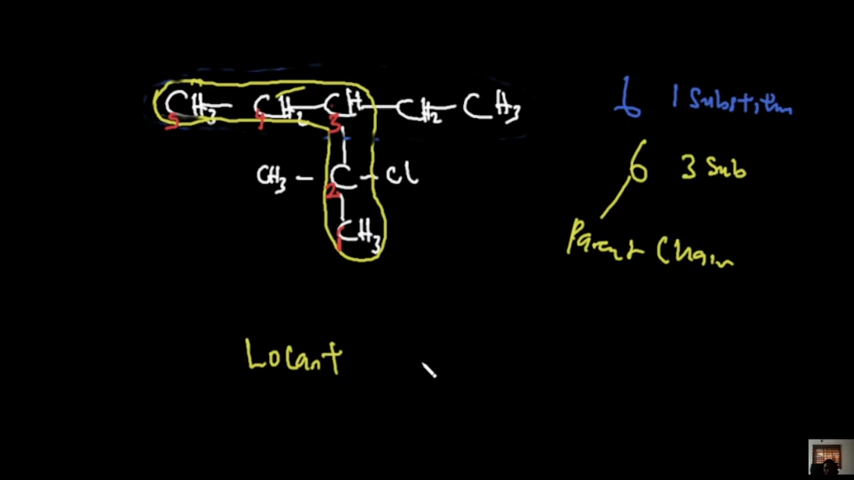 CH3 – CH2 – CH – CH2 – CH3
5 4 3
6 1 Substitu
CH3 – C – Cl
2
6 3 Sub
CH3
1
Parent Chain
Locant